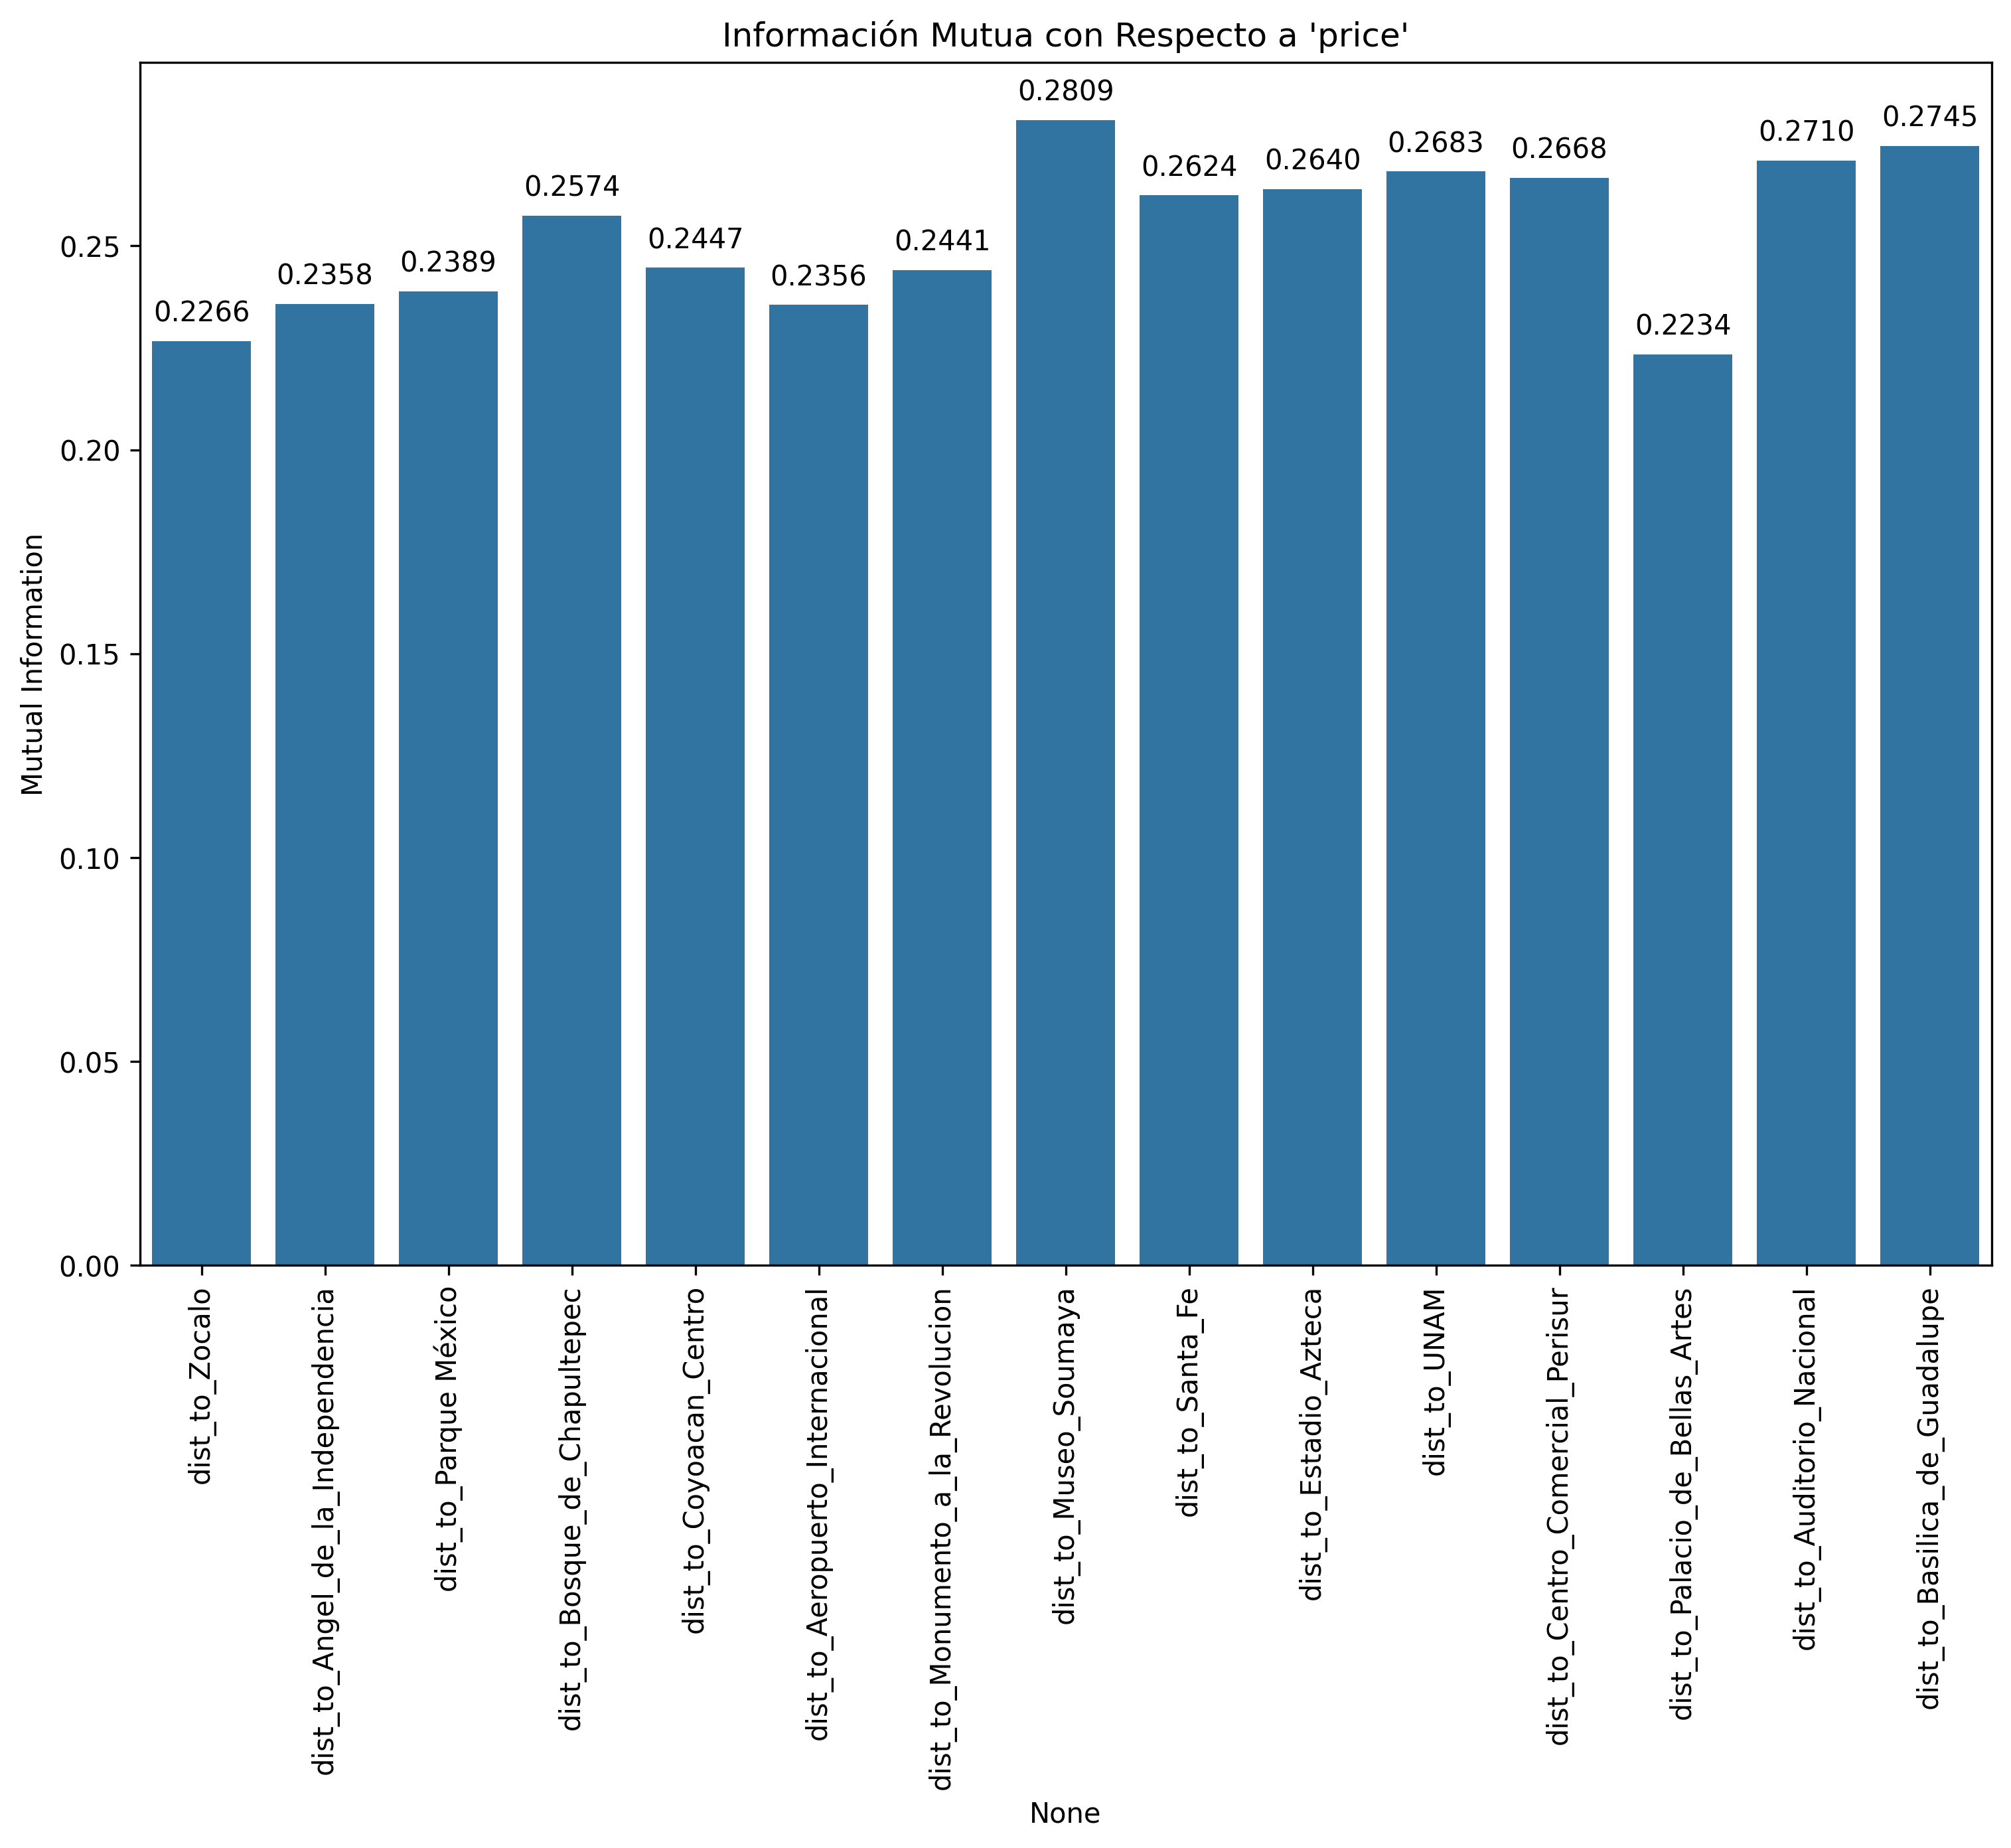 Información Mutua con Respecto a 'price'
Mutual Information
0.25
0.20
0.15
0.10
0.05
0.00
0.2266
0.2358
0.2389
0.2574
0.2447
0.2356
0.2441
0.2809
0.2624
0.2640
0.2683
0.2668
0.2234
0.2710
0.2745
dist_to_Zocalo
dist_to_Angel_de_la_Independencia
dist_to_Parque México
dist_to_Bosque_de_Chapultepec
dist_to_Coyoacan_Centro
dist_to_Aeropuerto_Internacional
dist_to_Monumento_a_la_Revolucion
dist_to_Museo_Soumaya
dist_to_Santa_Fe
dist_to_Estadio_Azteca
dist_to_UNAM
dist_to_Centro_Comercial_Perisur
dist_to_Palacio_de_Bellas_Artes
dist_to_Auditorio_Nacional
dist_to_Basilica_de_Guadalupe
None